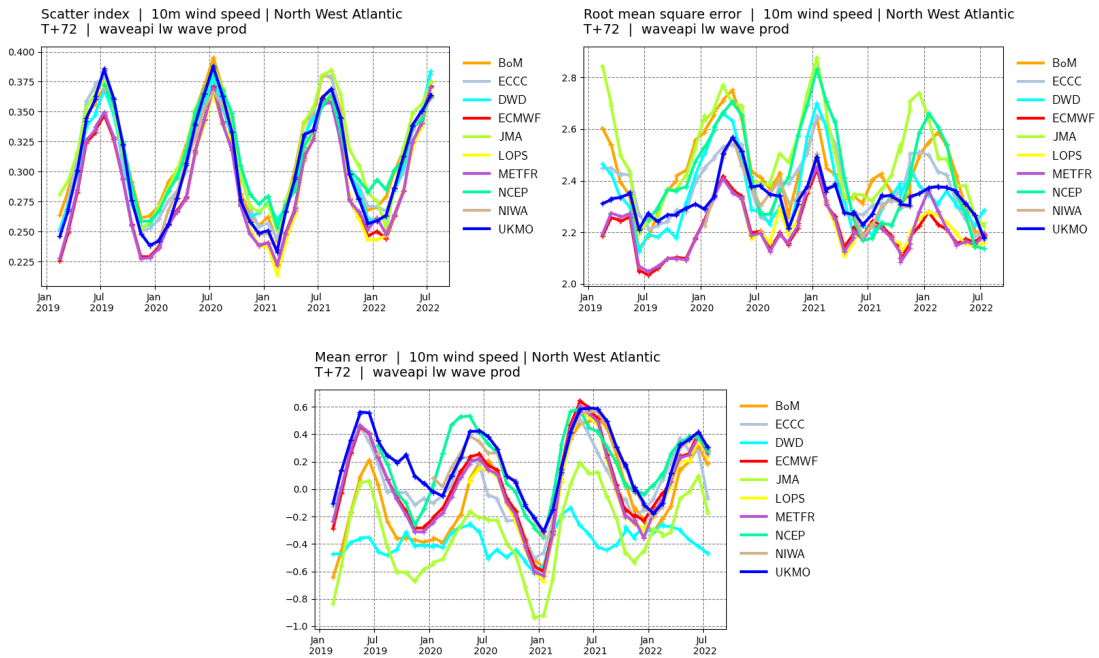 Scatter index | 10m wind speed | North West Atlantic
T+72 | waveapi lw wave prod
0.400
0.375
0.350
0.325
0.300
0.275
0.250
0.225
Jan
2019
Jul
2019
Jan
2020
Jul
2020
Jan
2021
Jul
2021
Jan
2022
Jul
2022
BoM
ECCC
DWD
ECMWF
JMA
LOPS
METFR
NCEP
NIWA
UKMO
Root mean square error | 10m wind speed | North West Atlantic
T+72 | waveapi lw wave prod
2.8
2.6
2.4
2.2
2.0
Jan
2019
Jul
2019
Jan
2020
Jul
2020
Jan
2021
Jul
2021
Jan
2022
Jul
2022
BoM
ECCC
DWD
ECMWF
JMA
LOPS
METFR
NCEP
NIWA
UKMO
Mean error | 10m wind speed | North West Atlantic
T+72 | waveapi lw wave prod
0.6
0.4
0.2
0.0
−0.2
−0.4
−0.6
−0.8
−1.0
Jan
2019
Jul
2019
Jan
2020
Jul
2020
Jan
2021
Jul
2021
Jan
2022
Jul
2022
BoM
ECCC
DWD
ECMWF
JMA
LOPS
METFR
NCEP
NIWA
UKMO